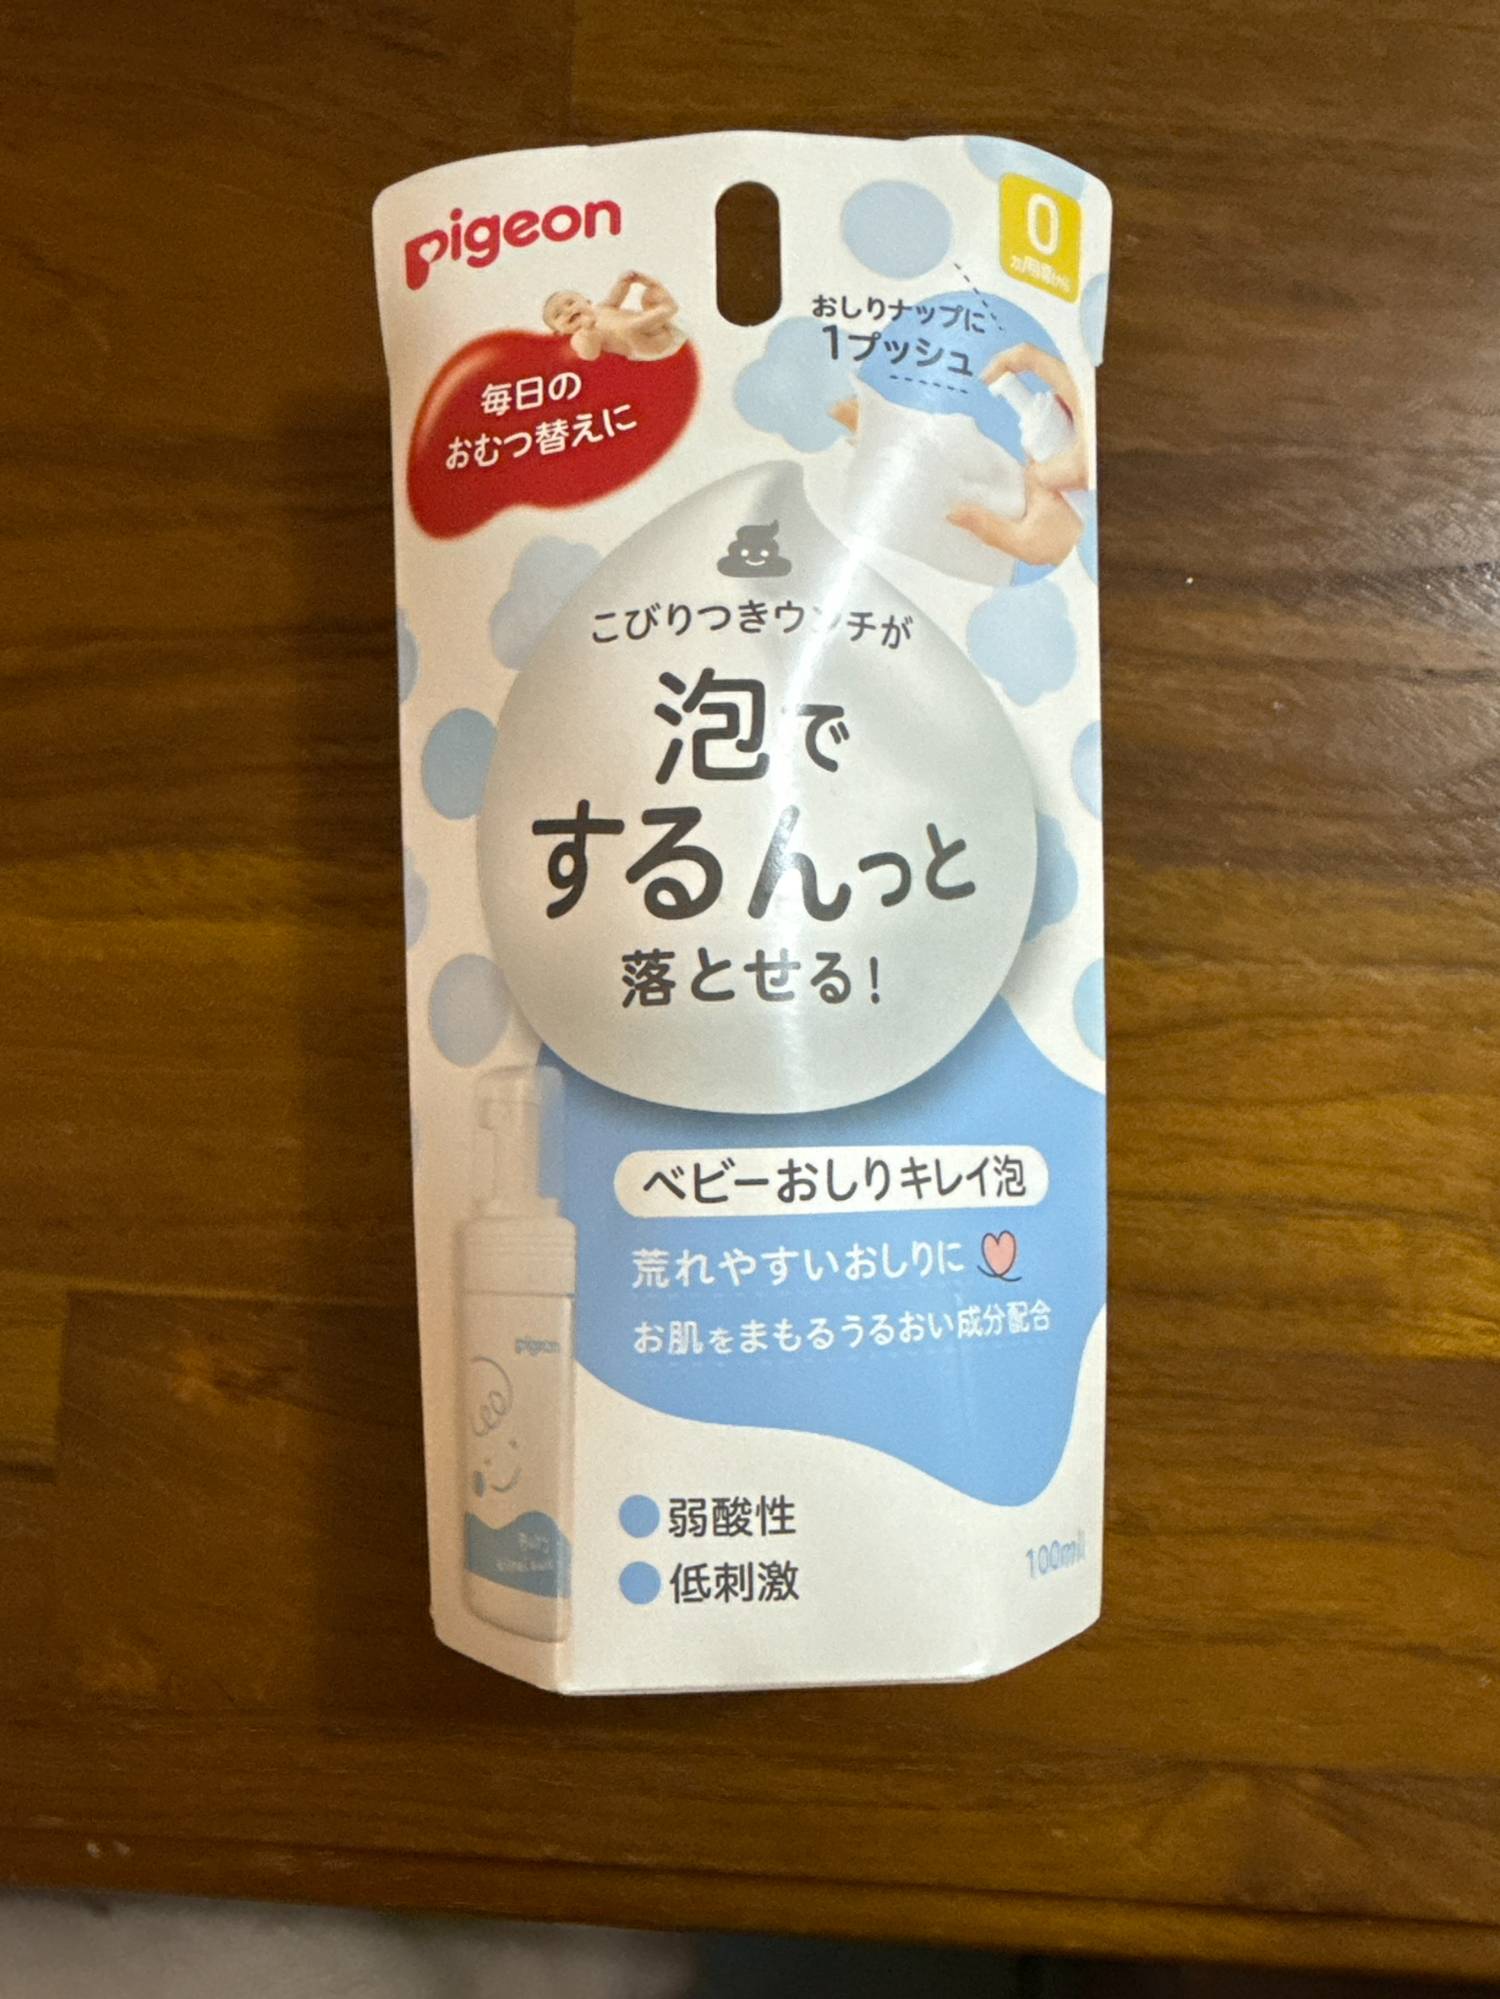 pigeon
0
カ月頃から
おしりナップに
1プッシュ
毎日の
おむつ替えに
こびりつきウンチが
泡で
するんっと
落とせる!
ベビーおしりキレイ泡
荒れやすいおしりに
お肌をまもるうるおい成分配合
pigeon
弱酸性
低刺激
100ml